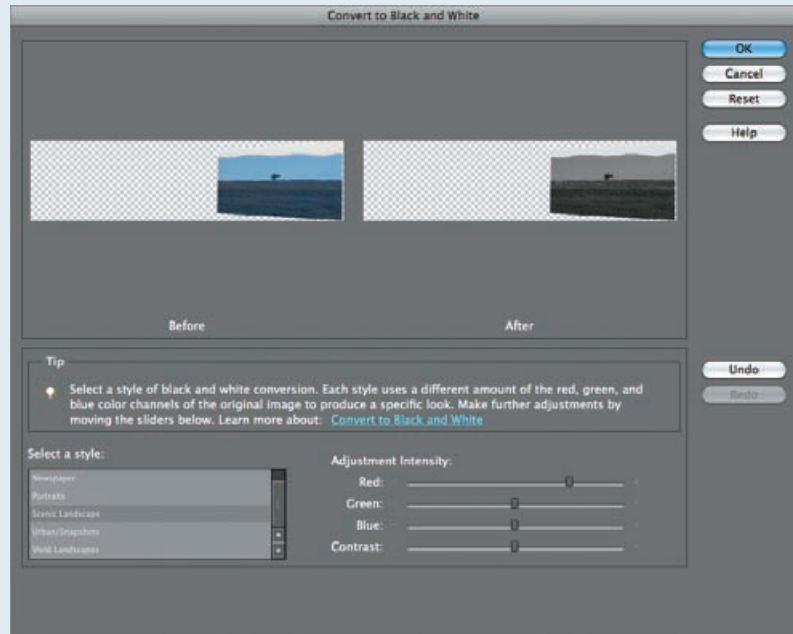 Convert to Black and White
OK
Cancel
Reset
Help
Before
After
Tip
Select a style of black and white conversion. Each style uses a different amount of the red, green, and
blue color channels of the original image to produce a specific look. Make further adjustments by
moving the sliders below. Learn more about: Convert to Black and White
Undo
Redo
Select a style:
Newspaper
Portraits
Scenic Landscape
Urban/Snapshots
Vivid Landscapes
Adjustment Intensity:
Red:
Green:
Blue:
Contrast: